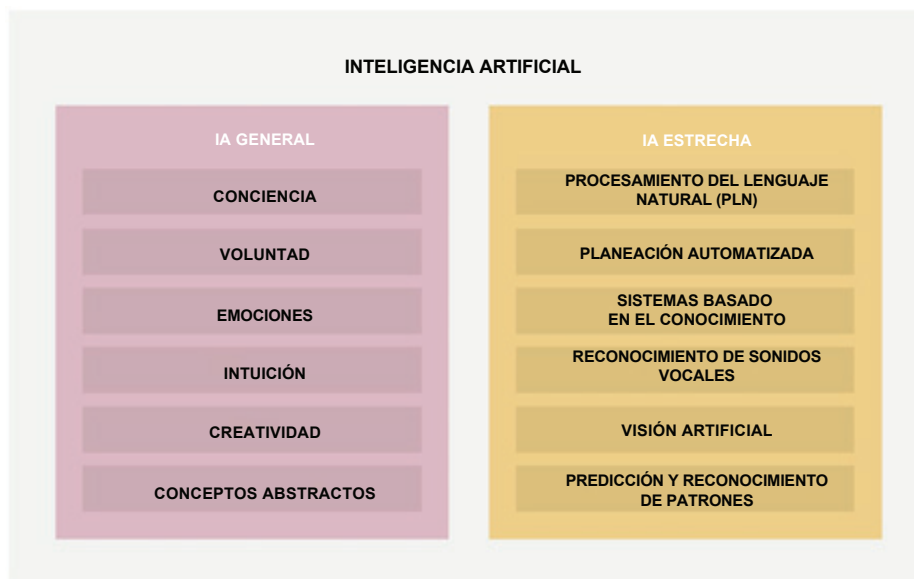 INTELIGENCIA ARTIFICIAL
IA GENERAL
CONCIENCIA
VOLUNTAD
EMOCIONES
INTUICIÓN
CREATIVIDAD
CONCEPTOS ABSTRACTOS
IA ESTRECHA
PROCESAMIENTO DEL LENGUAJE
NATURAL (PLN)
PLANEACIÓN AUTOMATIZADA
SISTEMAS BASADO
EN EL CONOCIMIENTO
RECONOCIMIENTO DE SONIDOS
VOCALES
VISIÓN ARTIFICIAL
PREDICCIÓN Y RECONOCIMIENTO
DE PATRONES